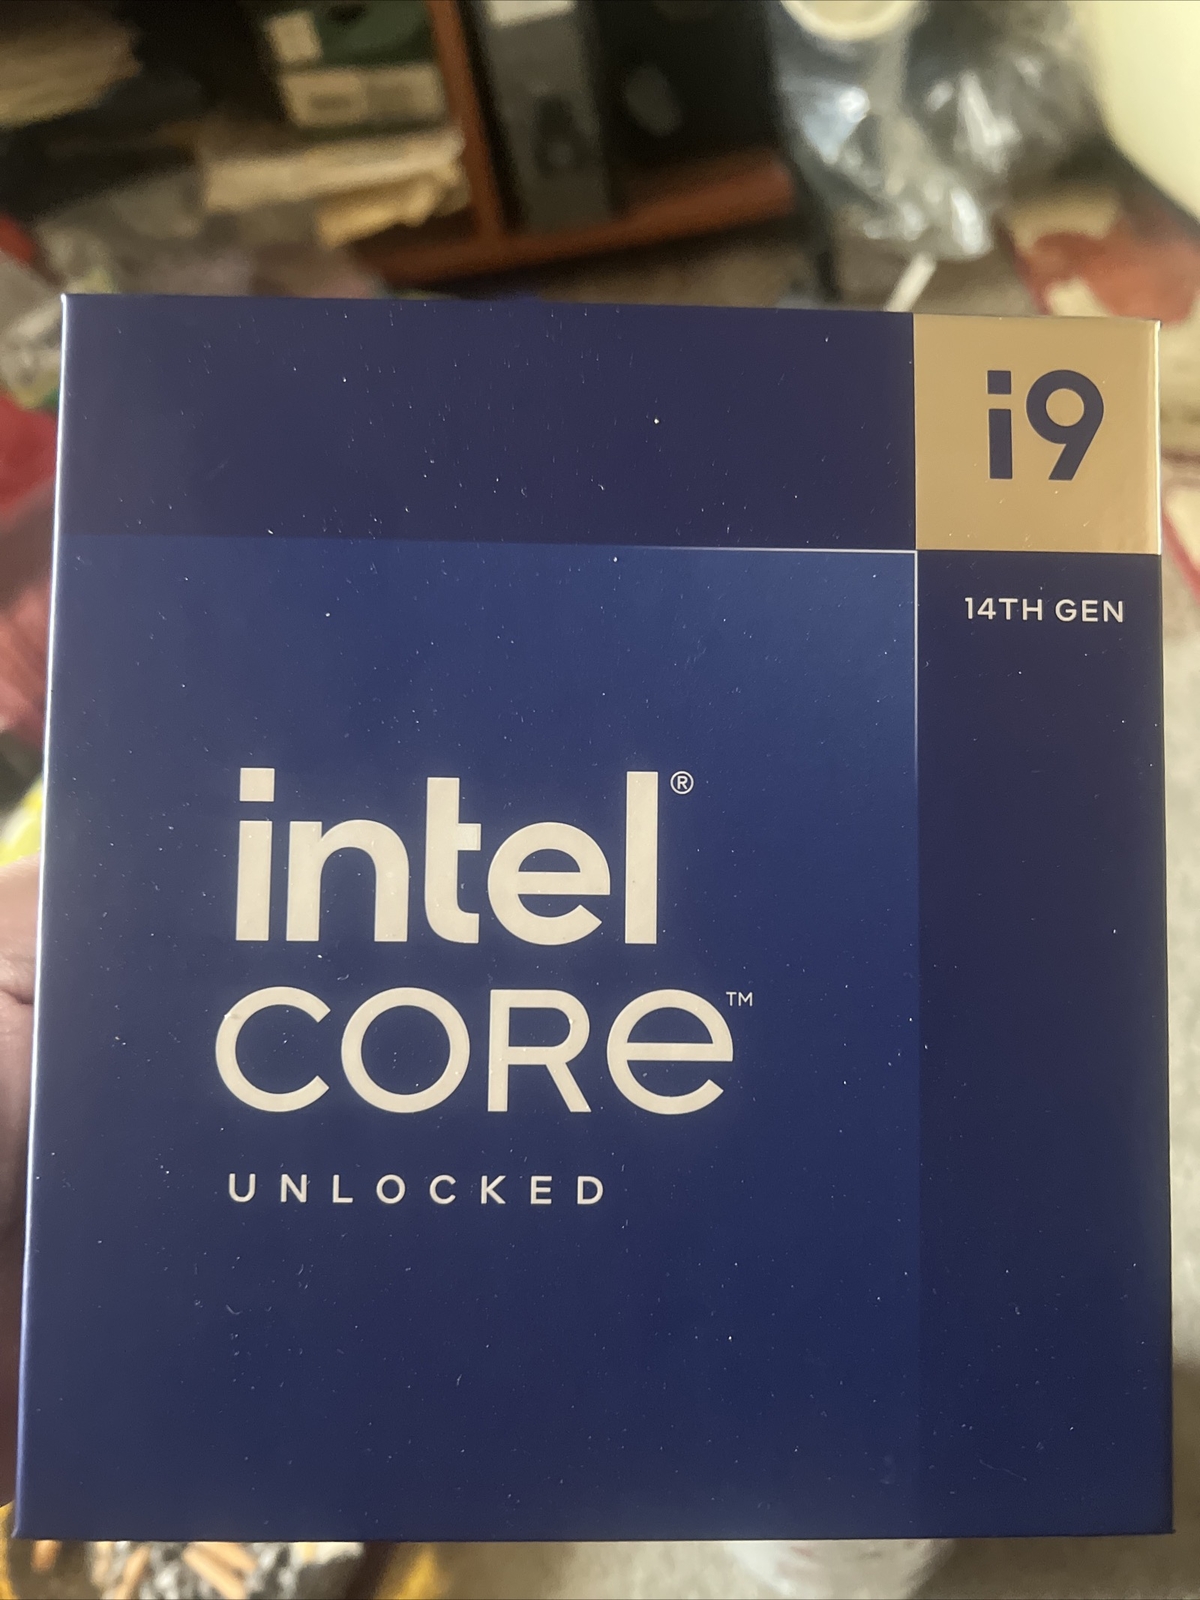 i9
14TH GEN
intel®
CORe™
UNLOCKED